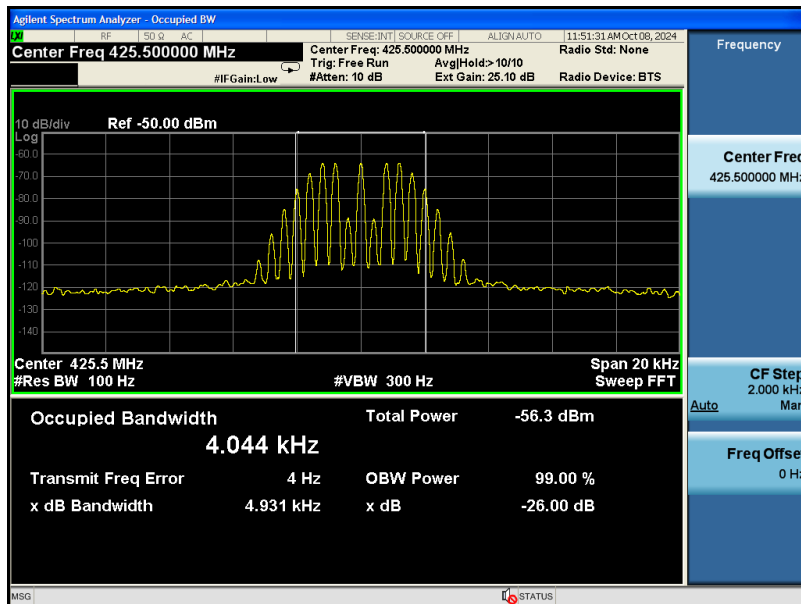 Agilent Spectrum Analyzer - Occupied BW
LXI RF 50 Ω AC SENSE:INT SOURCE OFF ALIGN AUTO 11:51:31 AM Oct 08, 2024
Center Freq 425.500000 MHz
Center Freq: 425.500000 MHz Radio Std: None
Trig: Free Run Avg|Hold:>10/10
#IFGain:Low #Atten: 10 dB Ext Gain: 25.10 dB Radio Device: BTS
10 dB/div Ref -50.00 dBm
Log
-60.0
-70.0
-80.0
-90.0
-100
-110
-120
-130
-140
Center 425.5 MHz Span 20 kHz
#Res BW 100 Hz #VBW 300 Hz Sweep FFT
Occupied Bandwidth Total Power -56.3 dBm
4.044 kHz
Transmit Freq Error 4 Hz OBW Power 99.00 %
x dB Bandwidth 4.931 kHz x dB -26.00 dB
MSG STATUS
Frequency
Center Freq
425.500000 MHz
CF Step
2.000 kHz
Auto Man
Freq Offset
0 Hz